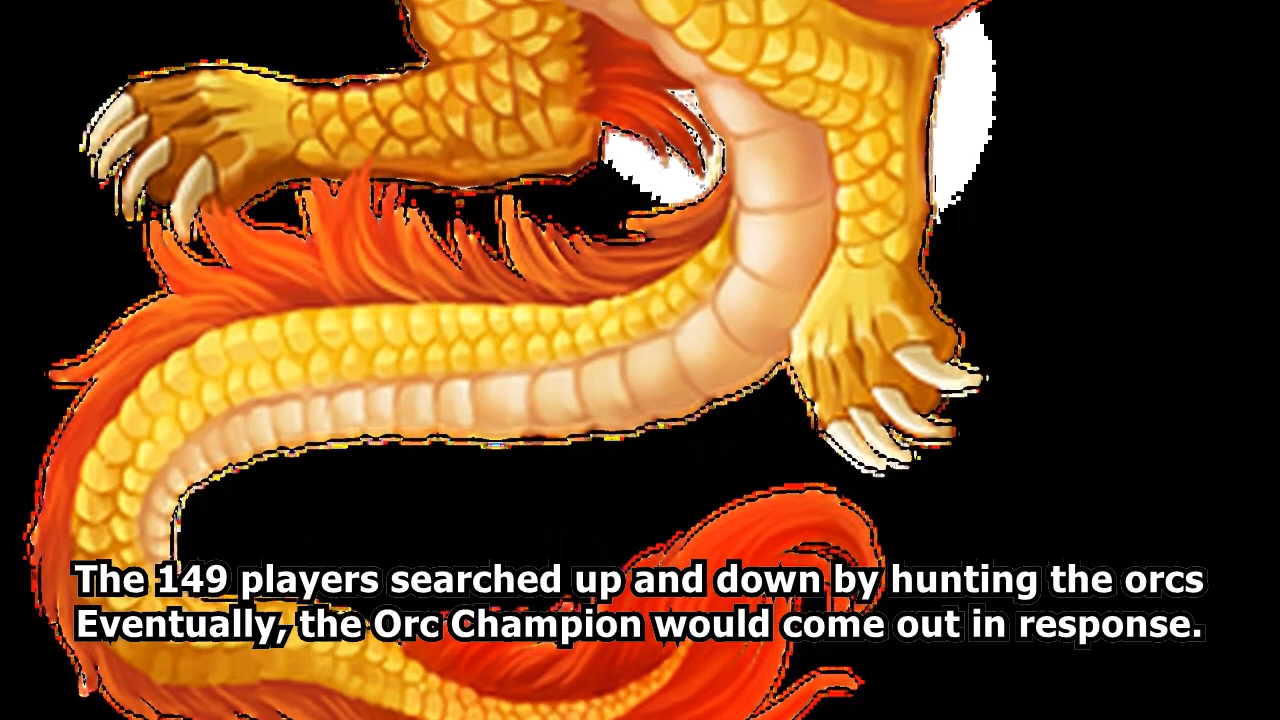 The 149 players searched up and down by hunting the orcs
Eventually, the Orc Champion would come out in response.